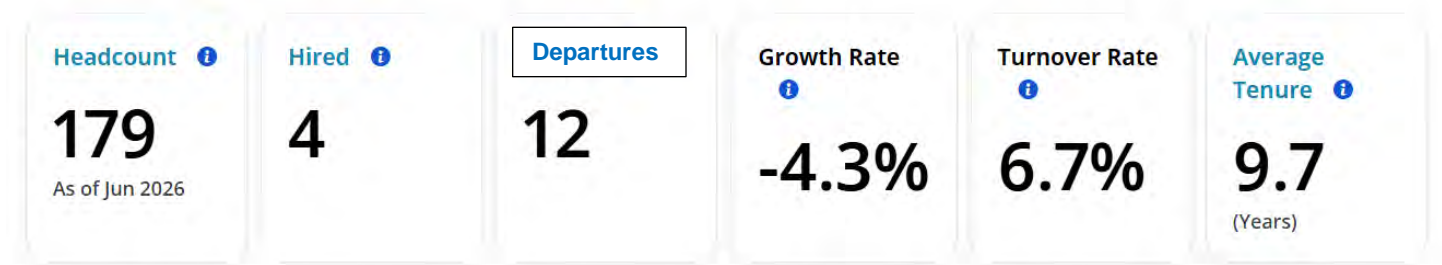 Headcount
179
As of Jun 2026
Hired
4
Departures
12
Growth Rate
-4.3%
Turnover Rate
6.7%
Average
Tenure
9.7
(Years)